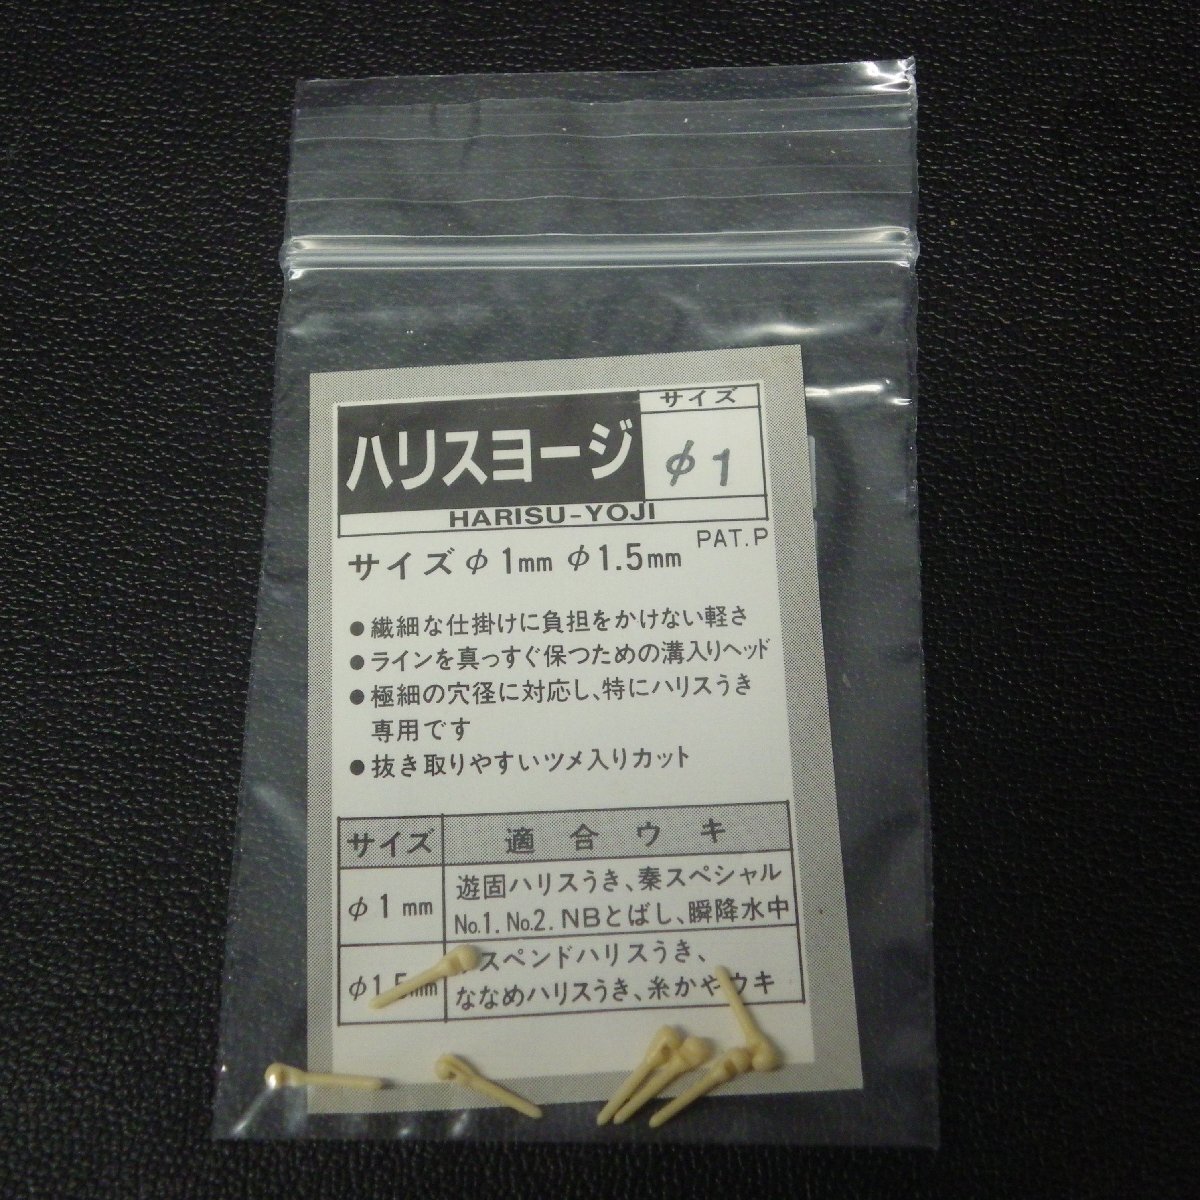 ハリスヨージ
サイズ
φ1
HARISU-YOJI
サイズφ1mm φ1.5mm PAT.P
●繊細な仕掛けに負担をかけない軽さ
●ラインを真っすぐ保つための溝入りヘッド
●極細の穴径に対応し、特にハリスうき
専用です
●抜き取りやすいツメ入りカット
サイズ 適合ウキ
φ1mm 遊固ハリスうき、秦スペシャル
No.1. No.2. NBとばし、瞬降水中
φ1.5mm スペンドハリスうき、
ななめハリスうき、糸かやウキ